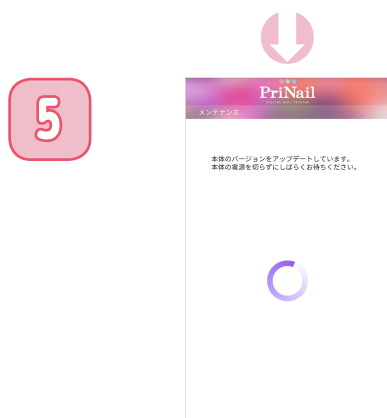 5
PriNail
DIGITAL NAIL PRINTER
メンテナンス
本体のバージョンをアップデートしています。
本体の電源を切らずにしばらくお待ちください。